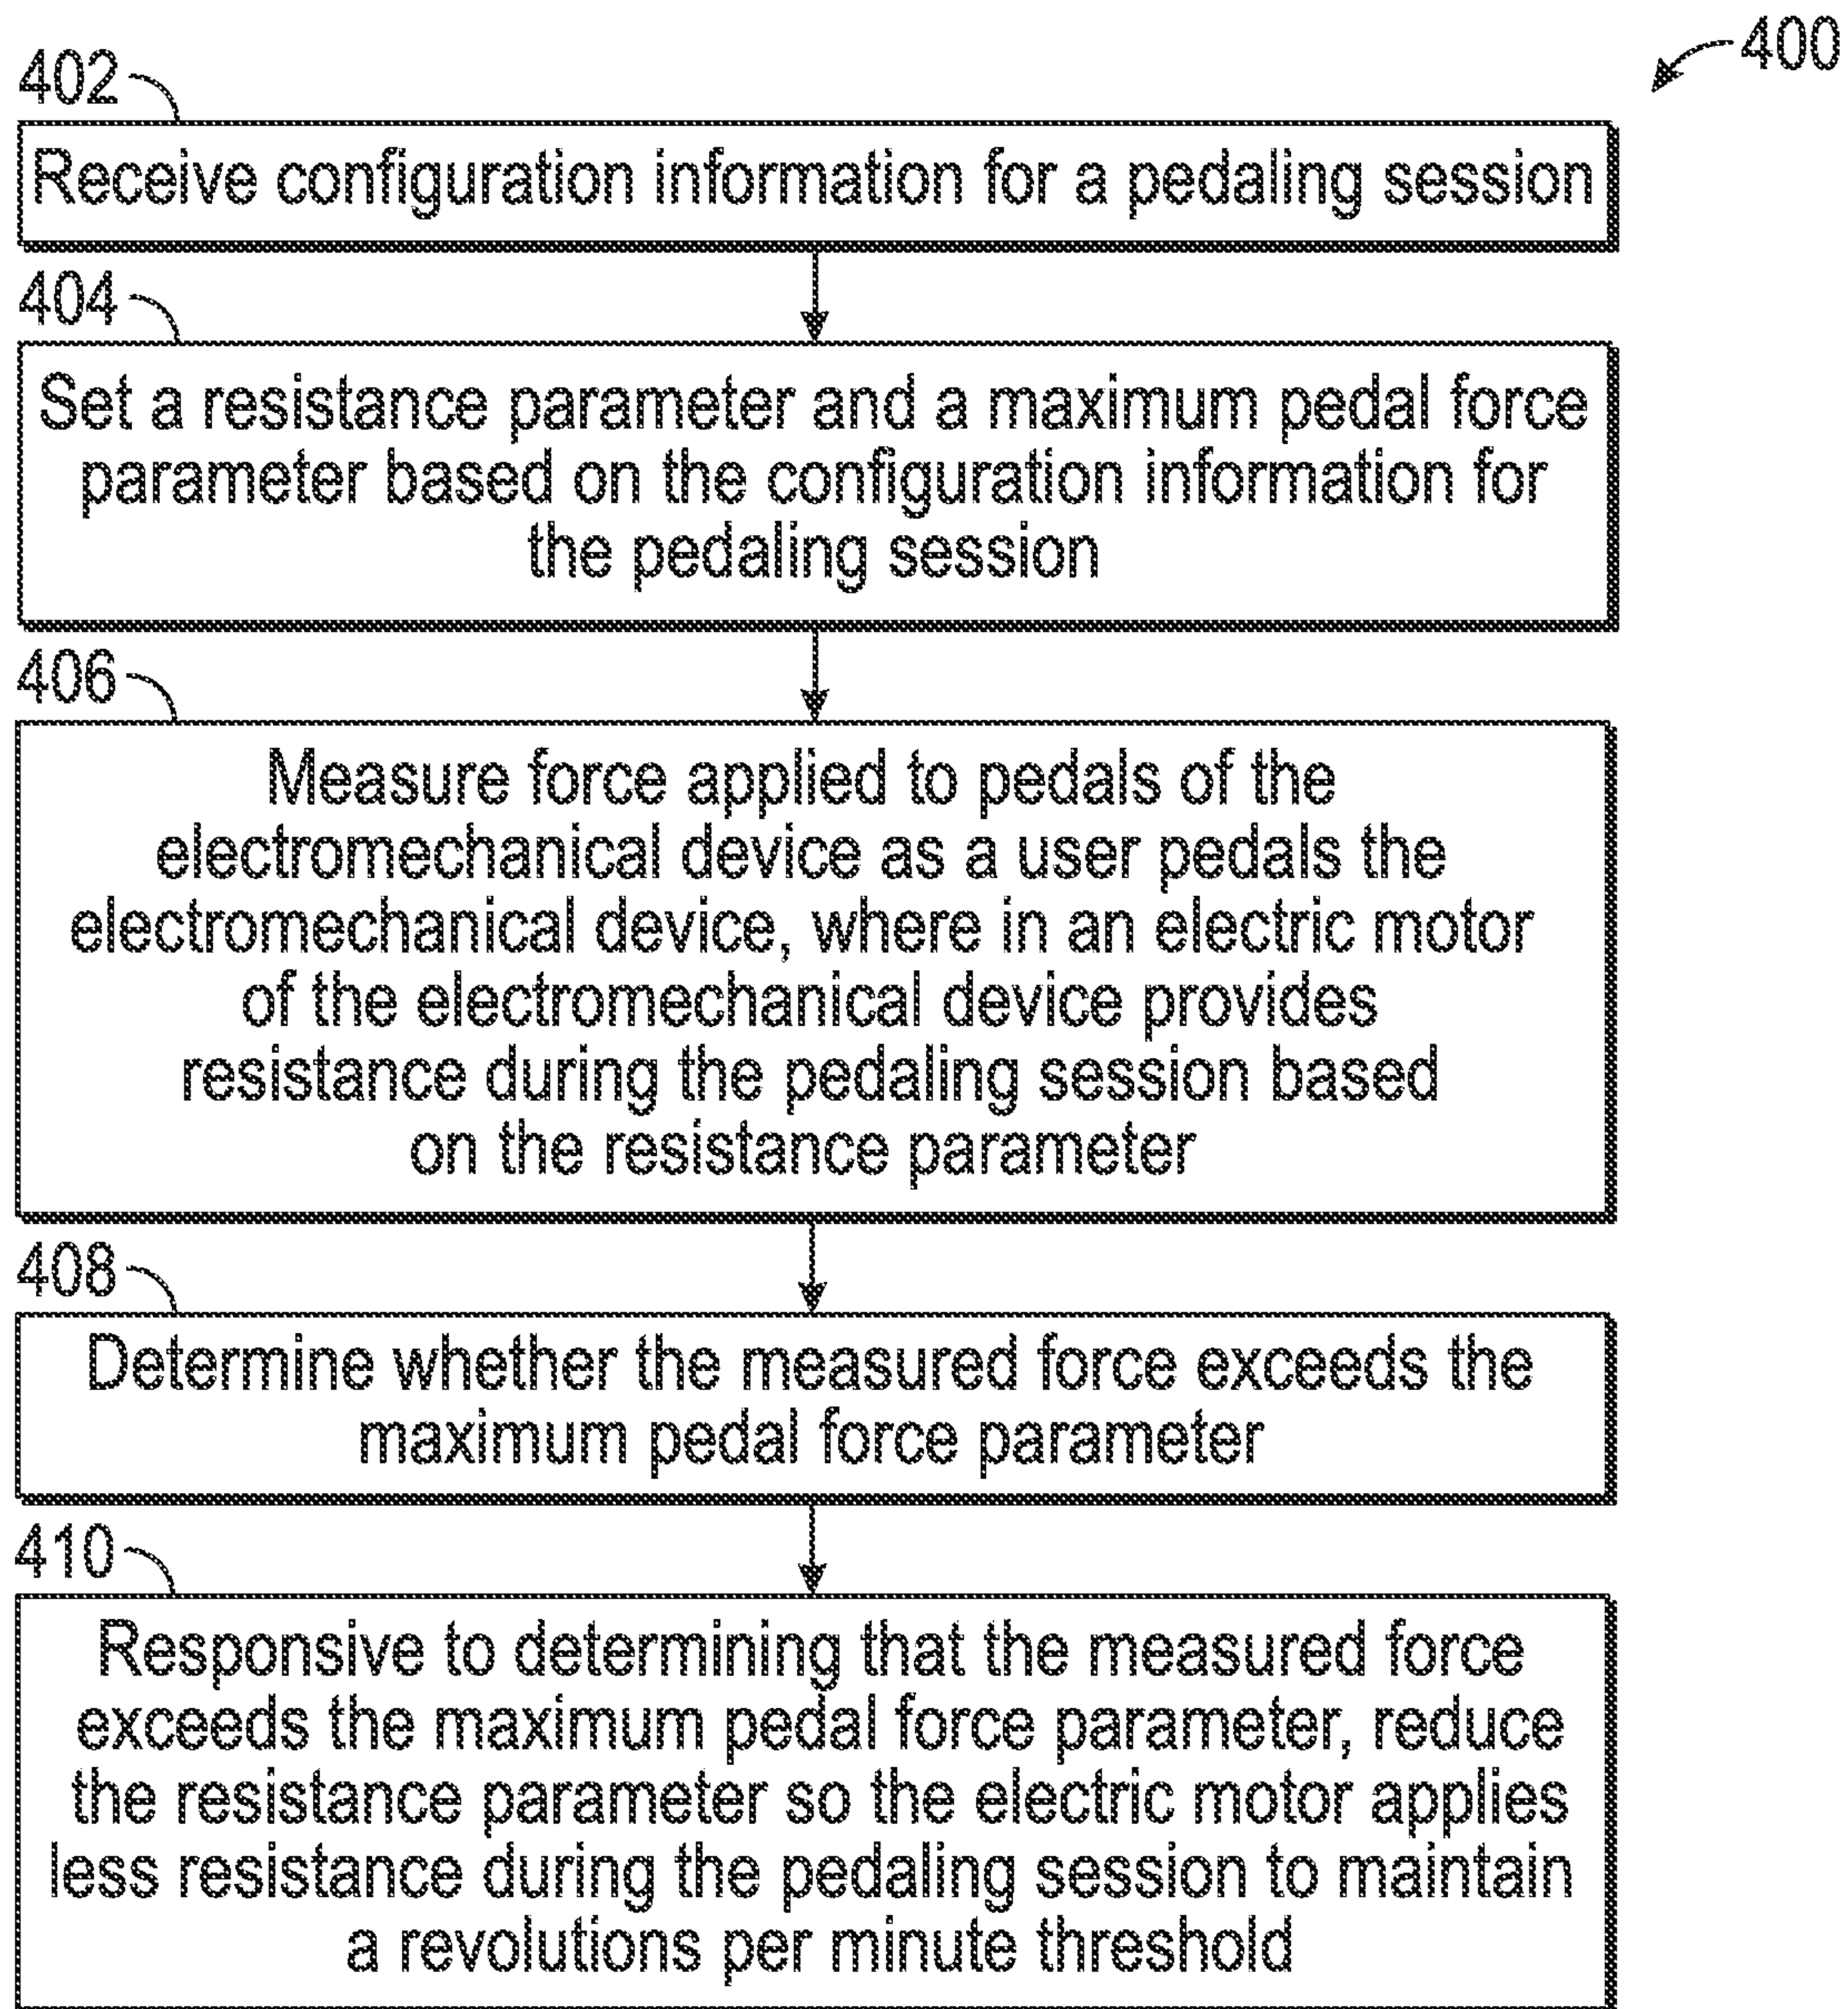 400
402
Receive configuration information for a pedaling session
404
Set a resistance parameter and a maximum pedal force
parameter based on the configuration information for
the pedaling session
406
Measure force applied to pedals of the
electromechanical device as a user pedals the
electromechanical device, where in an electric motor
of the electromechanical device provides
resistance during the pedaling session based
on the resistance parameter
408
Determine whether the measured force exceeds the
maximum pedal force parameter
410
Responsive to determining that the measured force
exceeds the maximum pedal force parameter, reduce
the resistance parameter so the electric motor applies
less resistance during the pedaling session to maintain
a revolutions per minute threshold